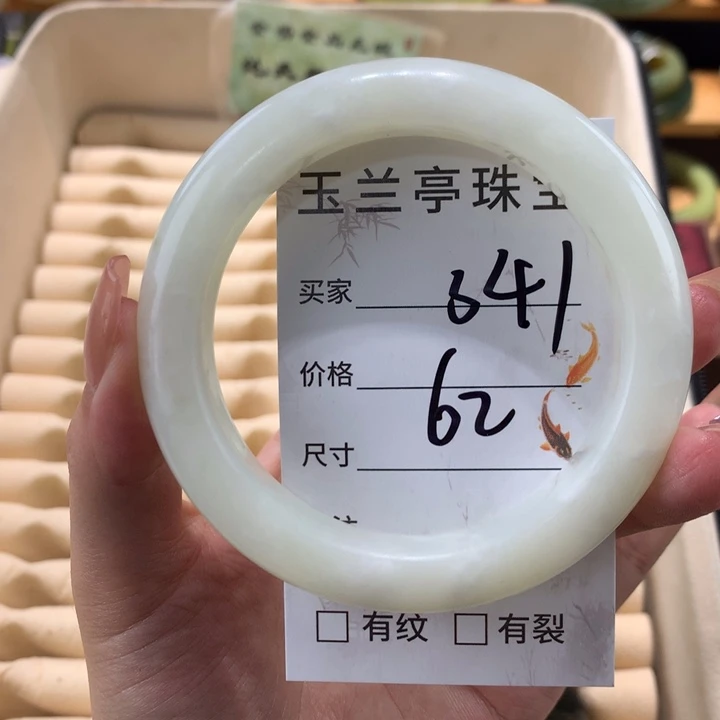 玉兰亭珠宝
买家 641
价格
尺寸 62
有纹 有裂